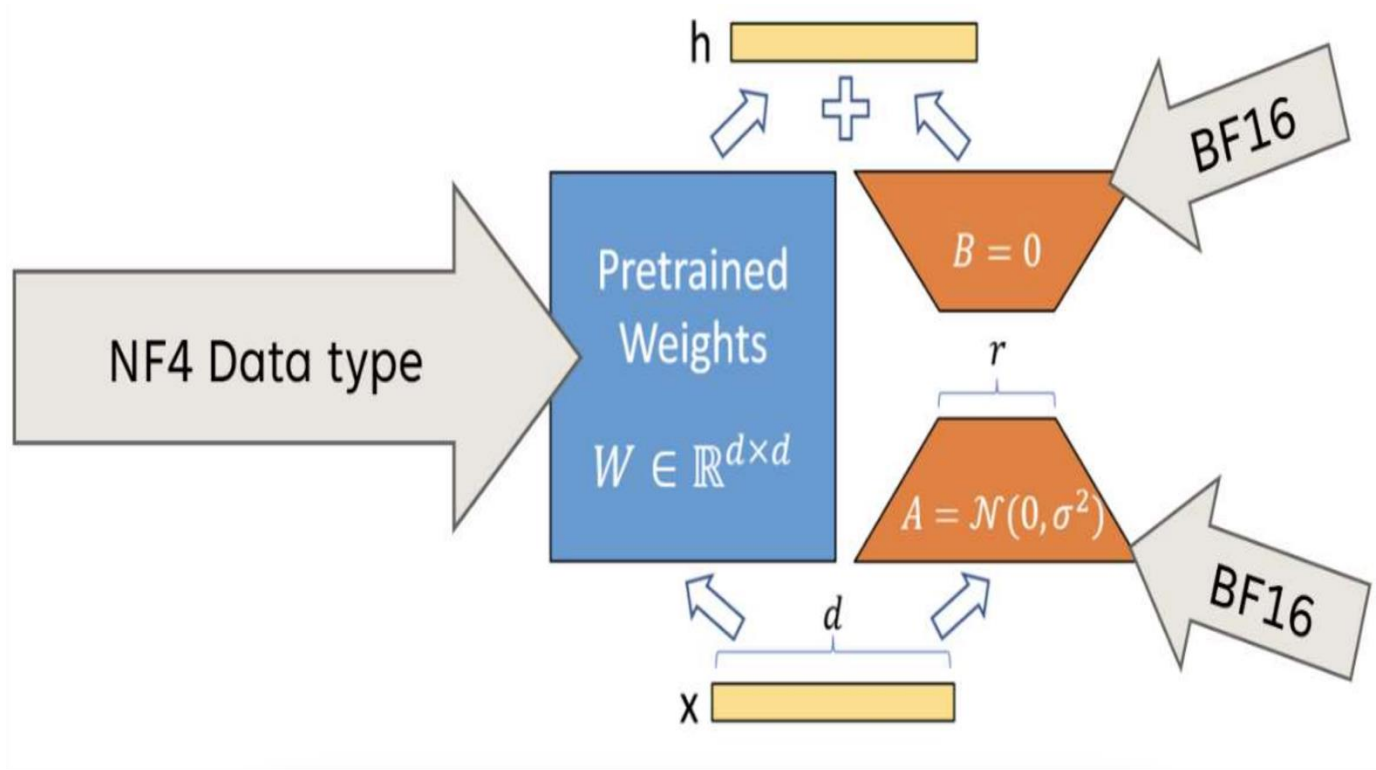 h
BF16
B = 0
Pretrained
Weights
NF4 Data type
r
W ∈ ℝ^{d×d}
A = 𝒩(0, σ²)
BF16
d
x